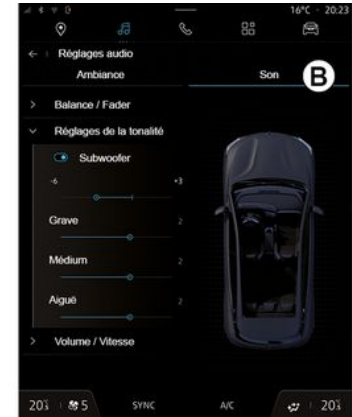 16°C · 20:23
← Réglages audio
Ambiance Son B
> Balance / Fader
Réglages de la tonalité
Subwoofer
-6 +3
Grave 2
Médium 2
Aiguë 2
> Volume / Vitesse
20 5 SYNC A/C 20